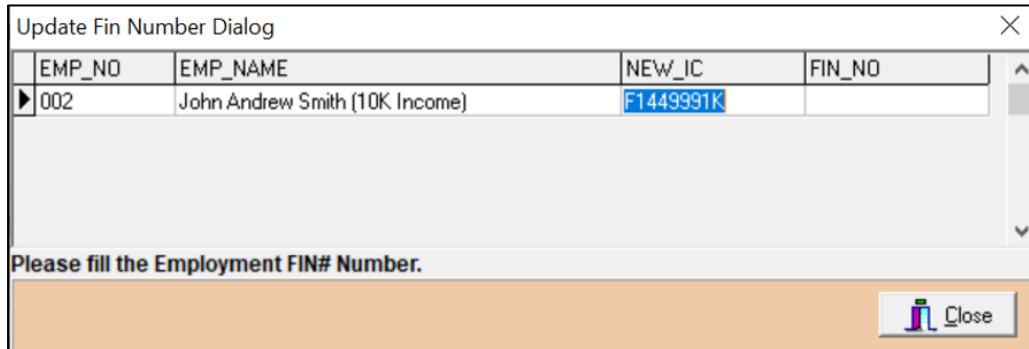 Update Fin Number Dialog
EMP_NO EMP_NAME NEW_IC FIN_NO
002 John Andrew Smith (10K Income) F1449991K
Please fill the Employment FIN# Number.
Close